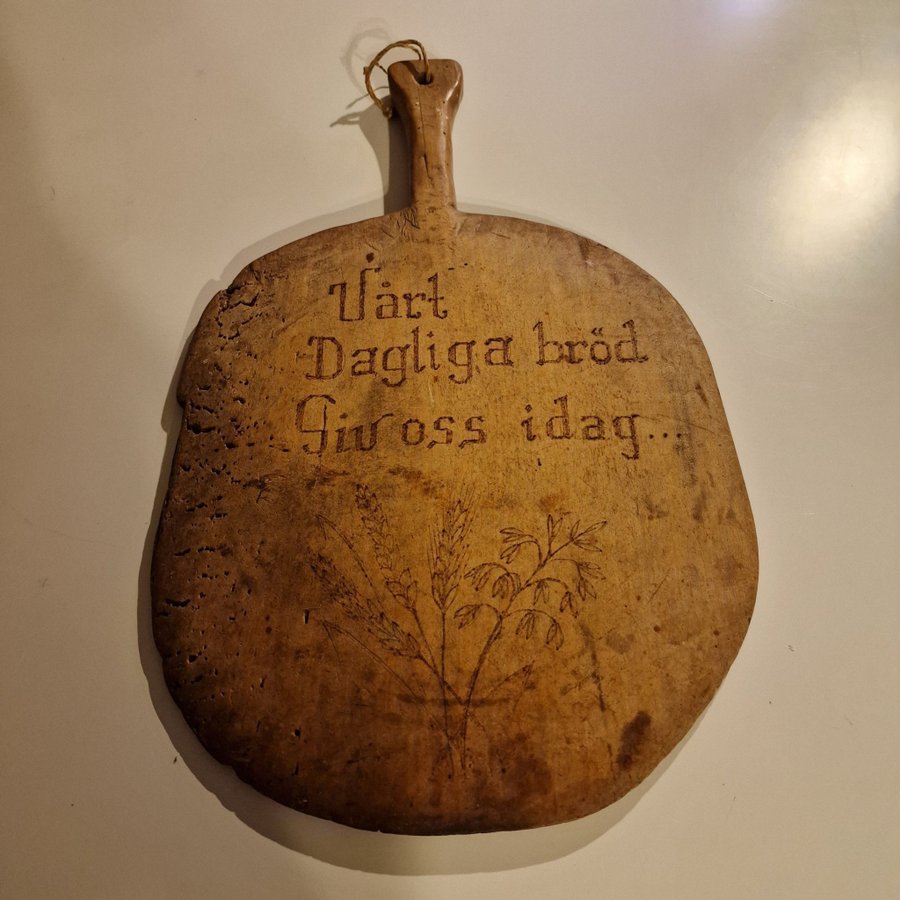 Vårt
Dagliga bröd
Giv oss idag...